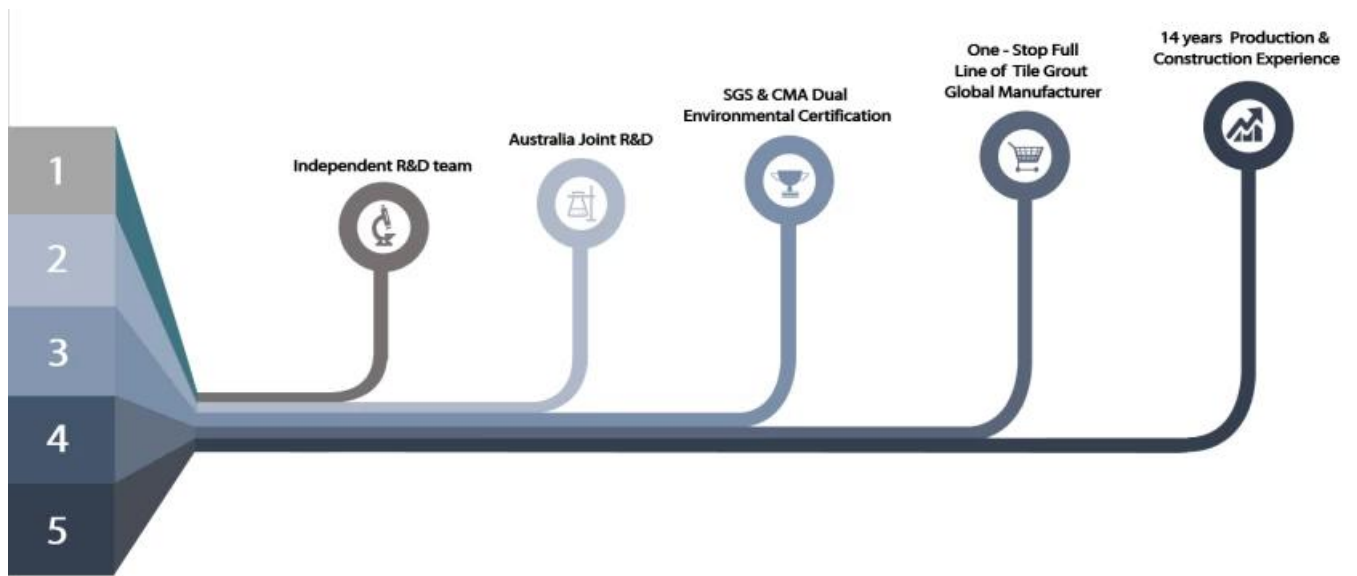 1
2
3
4
5
Independent R&D team
Australia Joint R&D
SGS & CMA Dual
Environmental Certification
One - Stop Full
Line of Tile Grout
Global Manufacturer
14 years Production &
Construction Experience